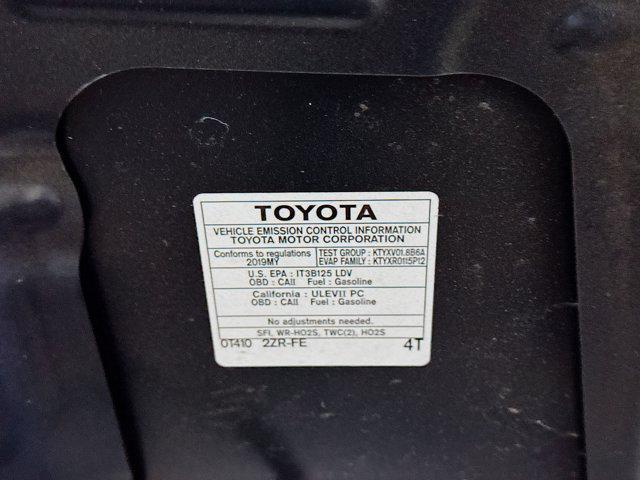 TOYOTA
VEHICLE EMISSION CONTROL INFORMATION
TOYOTA MOTOR CORPORATION
Conforms to regulations TEST GROUP : KTYXV01.8B6A
2019MY EVAP FAMILY : KTYXR0115P12
U.S. EPA : IT3B125 LDV
OBD : CAII Fuel : Gasoline
California : ULEVII PC
OBD : CAII Fuel : Gasoline
No adjustments needed.
SFI, WR-HO2S, TWC(2), HO2S
0T410 2ZR-FE 4T